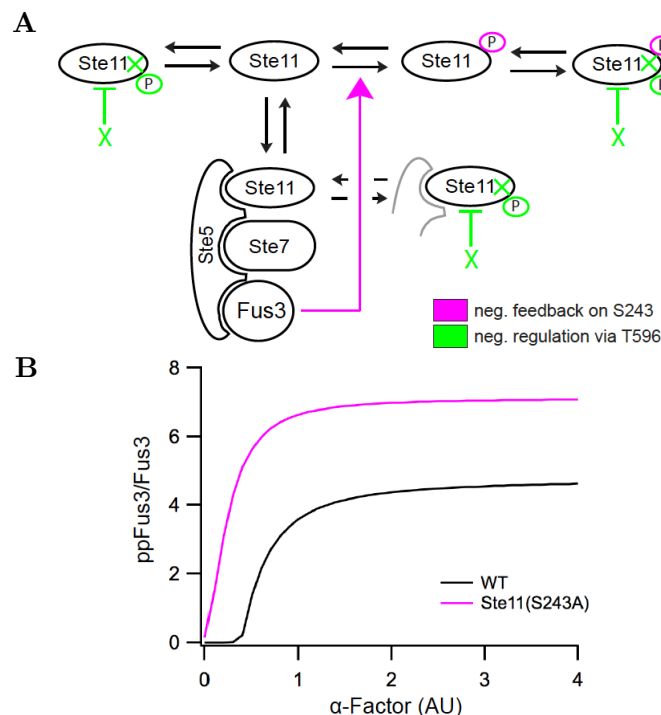 A
Ste11
P
X
Ste11
Ste11
P
Ste11
P
X
Ste5
Ste11
Ste7
Fus3
Ste11
P
X
neg. feedback on S243
neg. regulation via T596
B
ppFus3/Fus3
8
6
4
2
0
WT
Ste11(S243A)
0
1
2
3
4
α-Factor (AU)